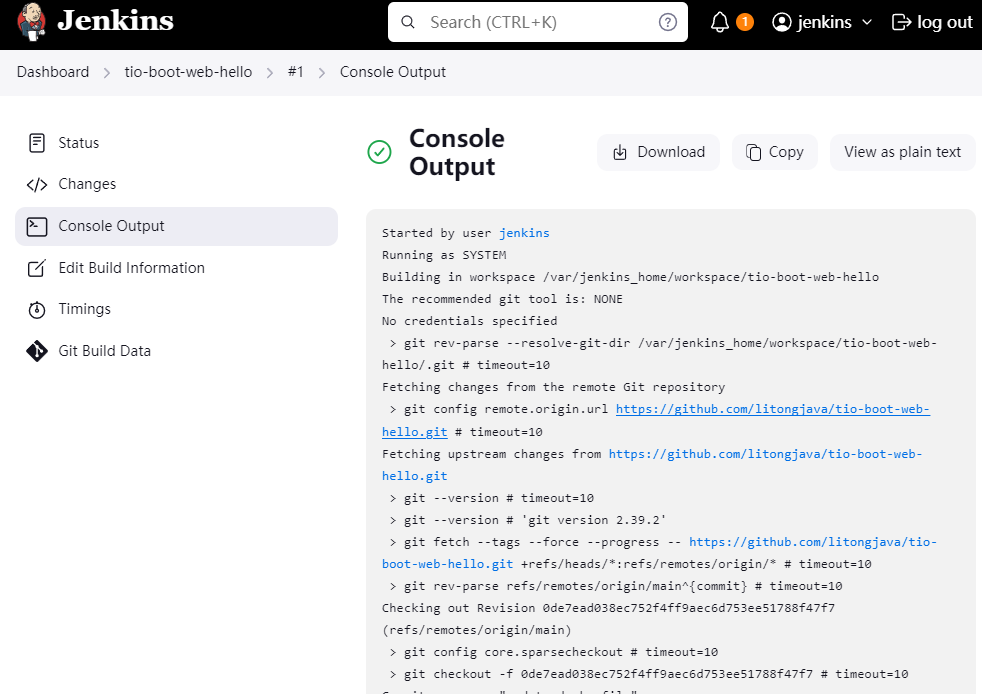 Jenkins
Search (CTRL+K)
1
jenkins
log out
Dashboard > tio-boot-web-hello > #1 > Console Output
Status
Changes
Console Output
Edit Build Information
Timings
Git Build Data
Console
Output
Download
Copy
View as plain text
Started by user jenkins
Running as SYSTEM
Building in workspace /var/jenkins_home/workspace/tio-boot-web-hello
The recommended git tool is: NONE
No credentials specified
 > git rev-parse --resolve-git-dir /var/jenkins_home/workspace/tio-boot-web-
hello/.git # timeout=10
Fetching changes from the remote Git repository
 > git config remote.origin.url https://github.com/litongjava/tio-boot-web-
hello.git # timeout=10
Fetching upstream changes from https://github.com/litongjava/tio-boot-web-
hello.git
 > git --version # timeout=10
 > git --version # 'git version 2.39.2'
 > git fetch --tags --force --progress -- https://github.com/litongjava/tio-
boot-web-hello.git +refs/heads/*:refs/remotes/origin/* # timeout=10
 > git rev-parse refs/remotes/origin/main^{commit} # timeout=10
Checking out Revision 0de7ead038ec752f4ff9aec6d753ee51788f47f7
(refs/remotes/origin/main)
 > git config core.sparsecheckout # timeout=10
 > git checkout -f 0de7ead038ec752f4ff9aec6d753ee51788f47f7 # timeout=10